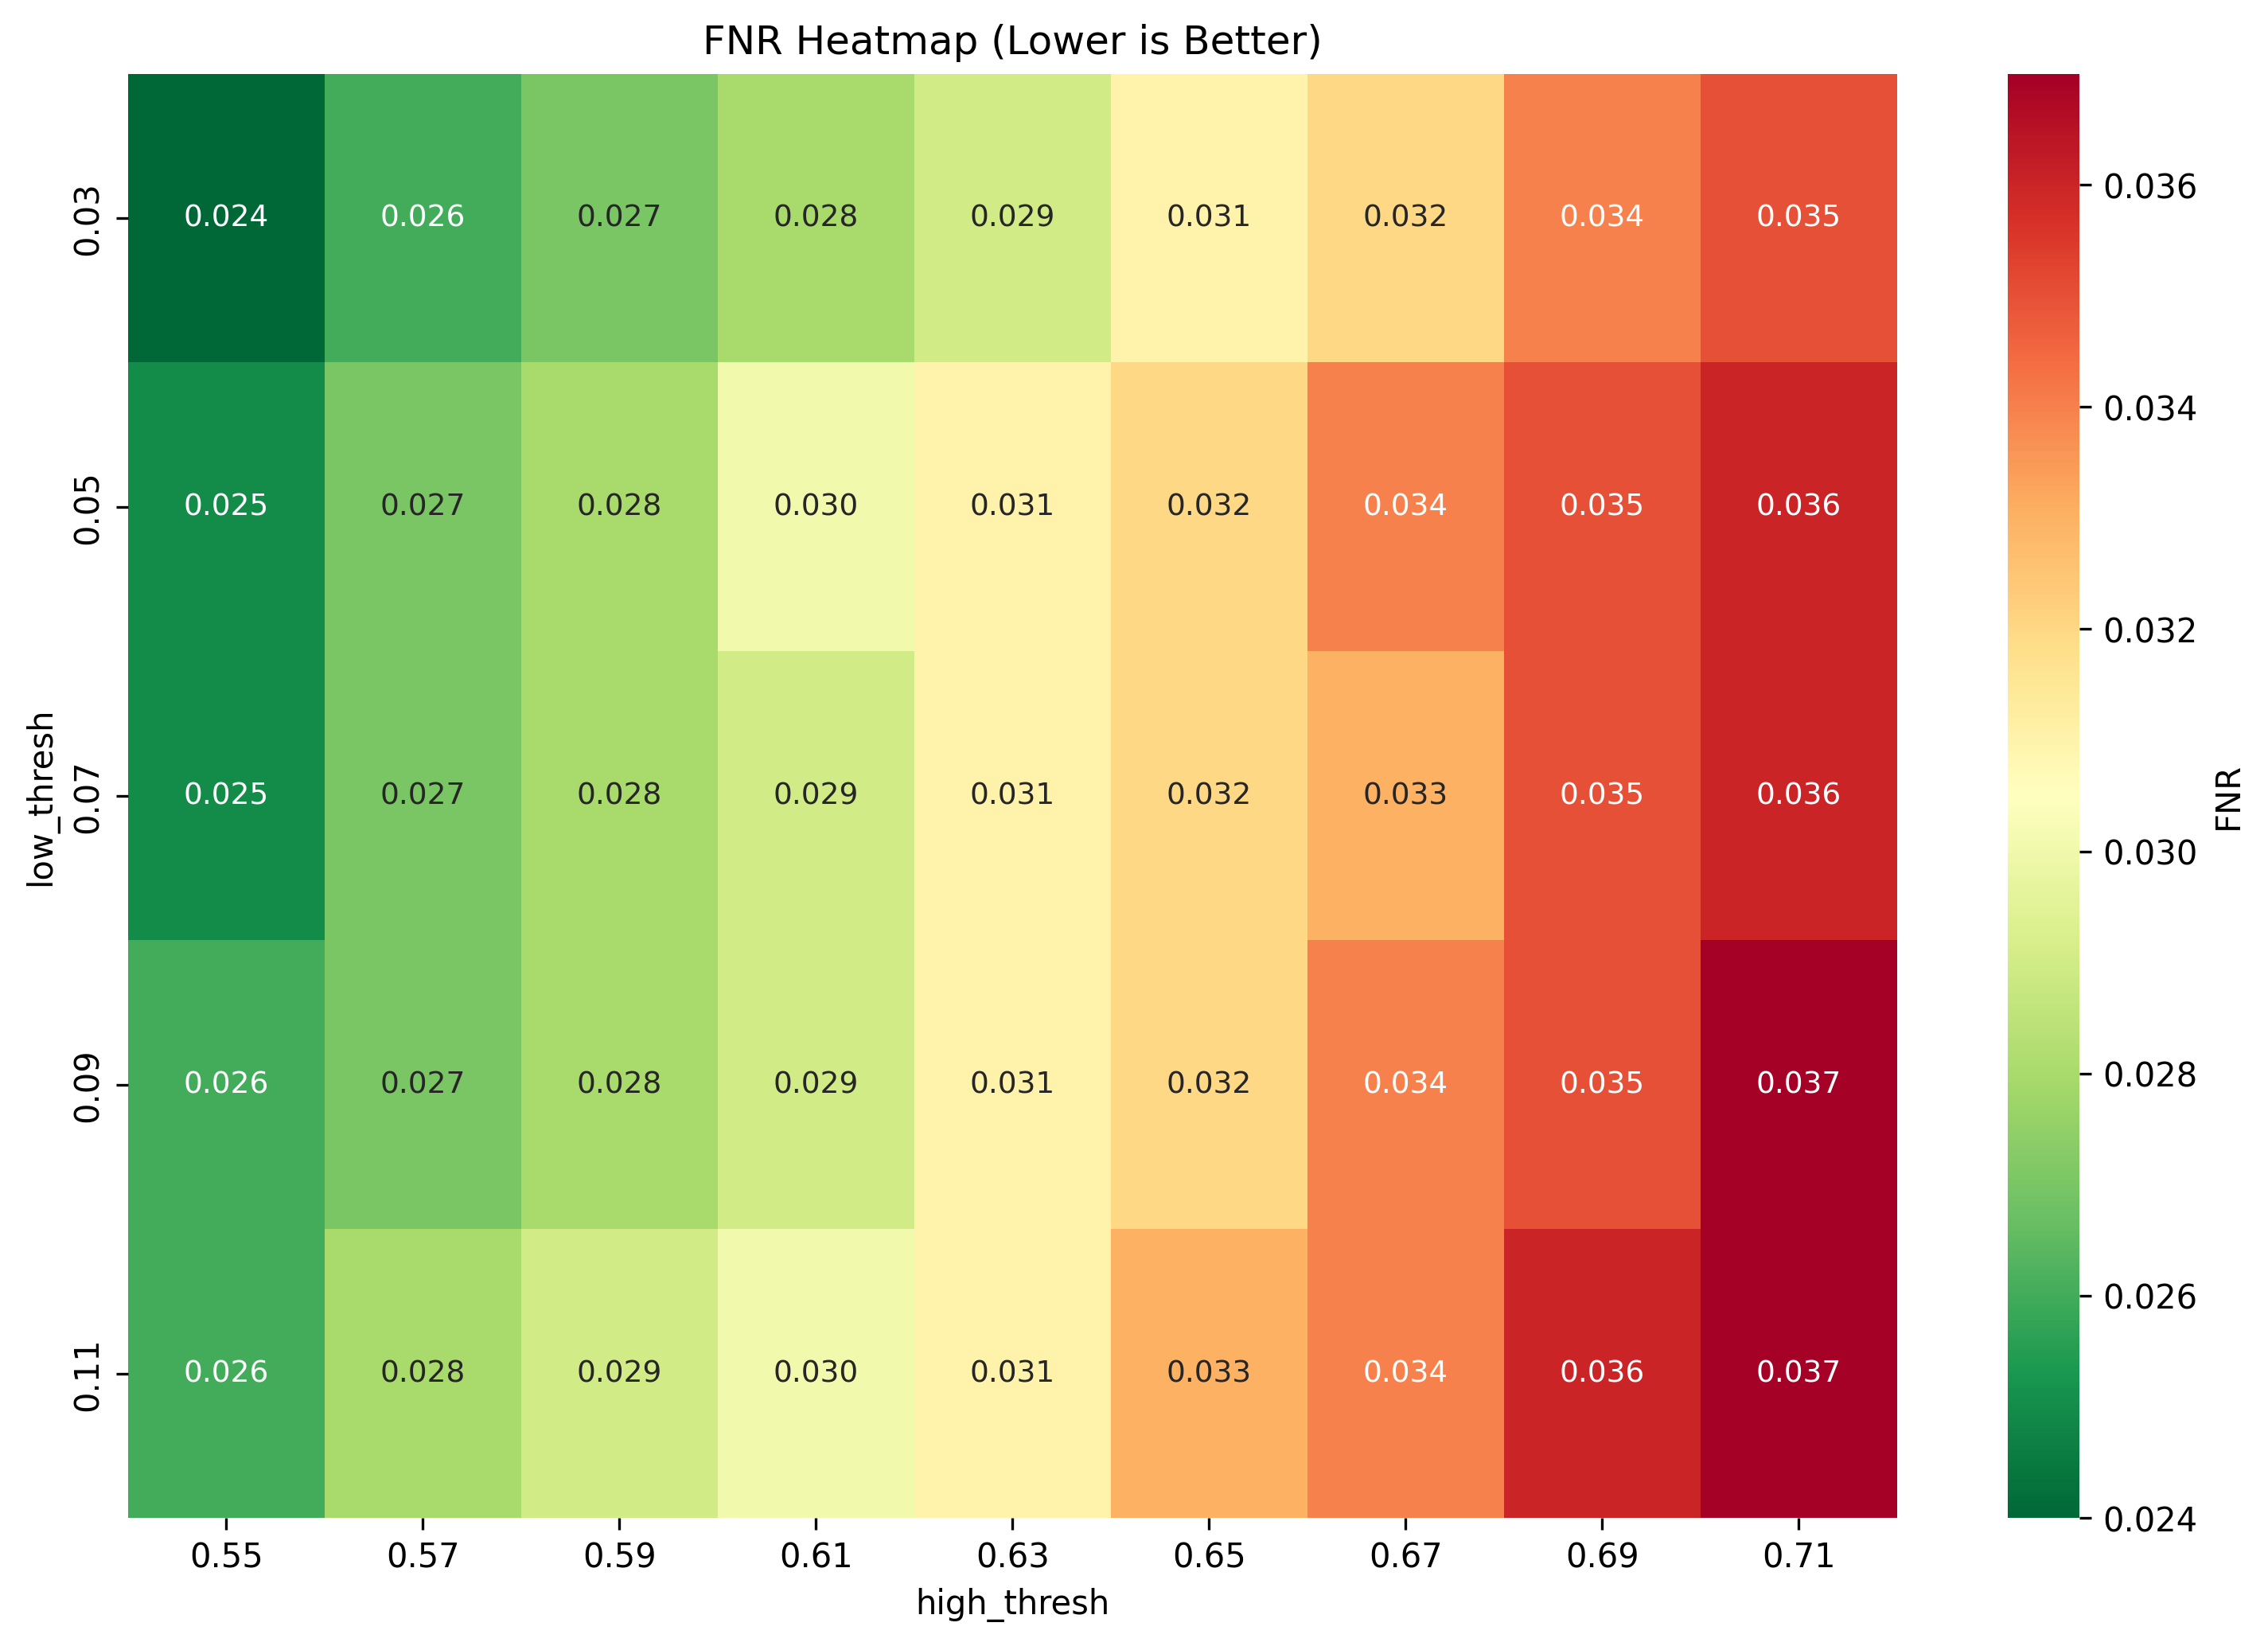 FNR Heatmap (Lower is Better)
low_thresh
0.03 0.024 0.026 0.027 0.028 0.029 0.031 0.032 0.034 0.035
0.05 0.025 0.027 0.028 0.030 0.031 0.032 0.034 0.035 0.036
0.07 0.025 0.027 0.028 0.029 0.031 0.032 0.033 0.035 0.036
0.09 0.026 0.027 0.028 0.029 0.031 0.032 0.034 0.035 0.037
0.11 0.026 0.028 0.029 0.030 0.031 0.033 0.034 0.036 0.037
0.55 0.57 0.59 0.61 0.63 0.65 0.67 0.69 0.71
high_thresh
0.036
0.034
0.032
0.030
0.028
0.026
0.024
FNR